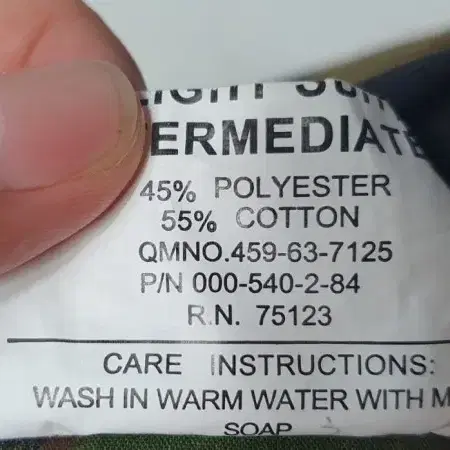 ERMEDIATE
45% POLYESTER
55% COTTON
QMNO.459-63-7125
P/N 000-540-2-84
R.N. 75123
CARE INSTRUCTIONS:
WASH IN WARM WATER WITH M
SOAP